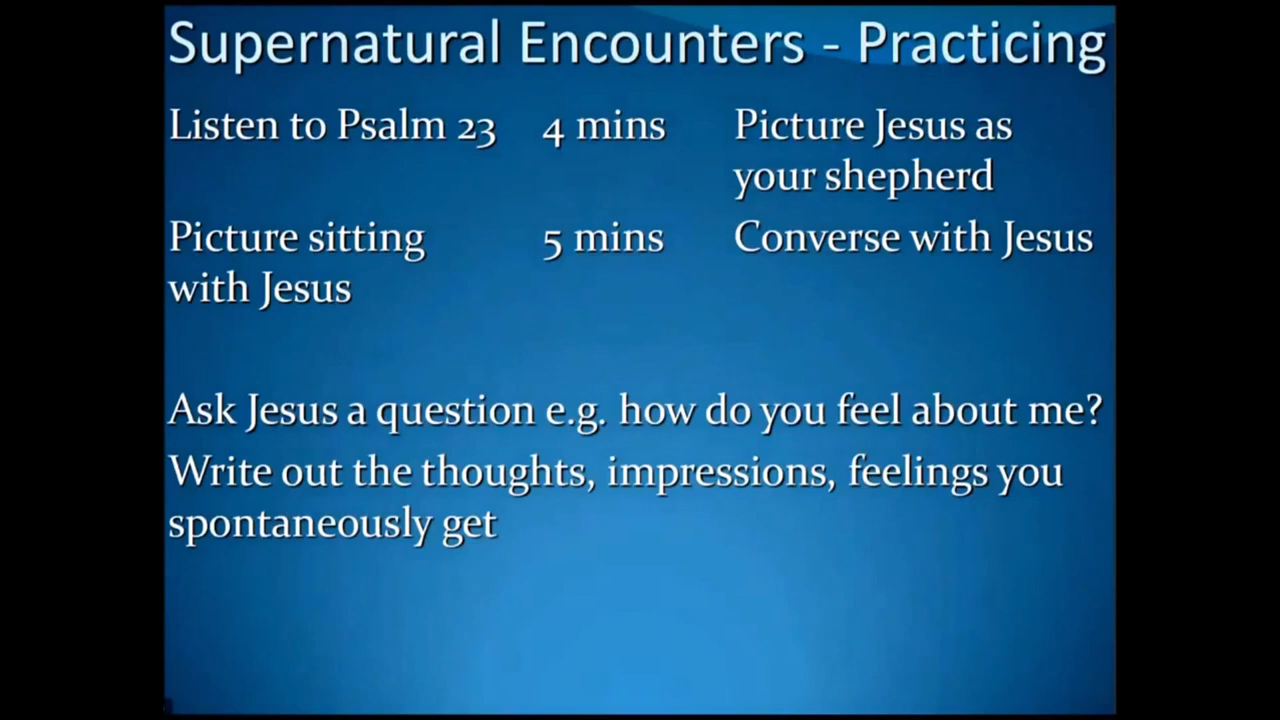 Supernatural Encounters - Practicing
Listen to Psalm 23 4 mins Picture Jesus as
your shepherd
Picture sitting 5 mins Converse with Jesus
with Jesus
Ask Jesus a question e.g. how do you feel about me?
Write out the thoughts, impressions, feelings you
spontaneously get